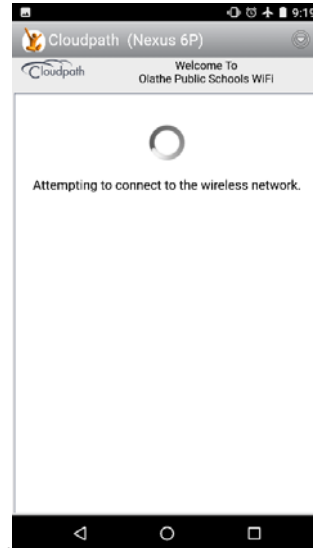 9:19
Cloudpath (Nexus 6P)
Cloudpath
Welcome To
Olathe Public Schools WiFi
Attempting to connect to the wireless network.